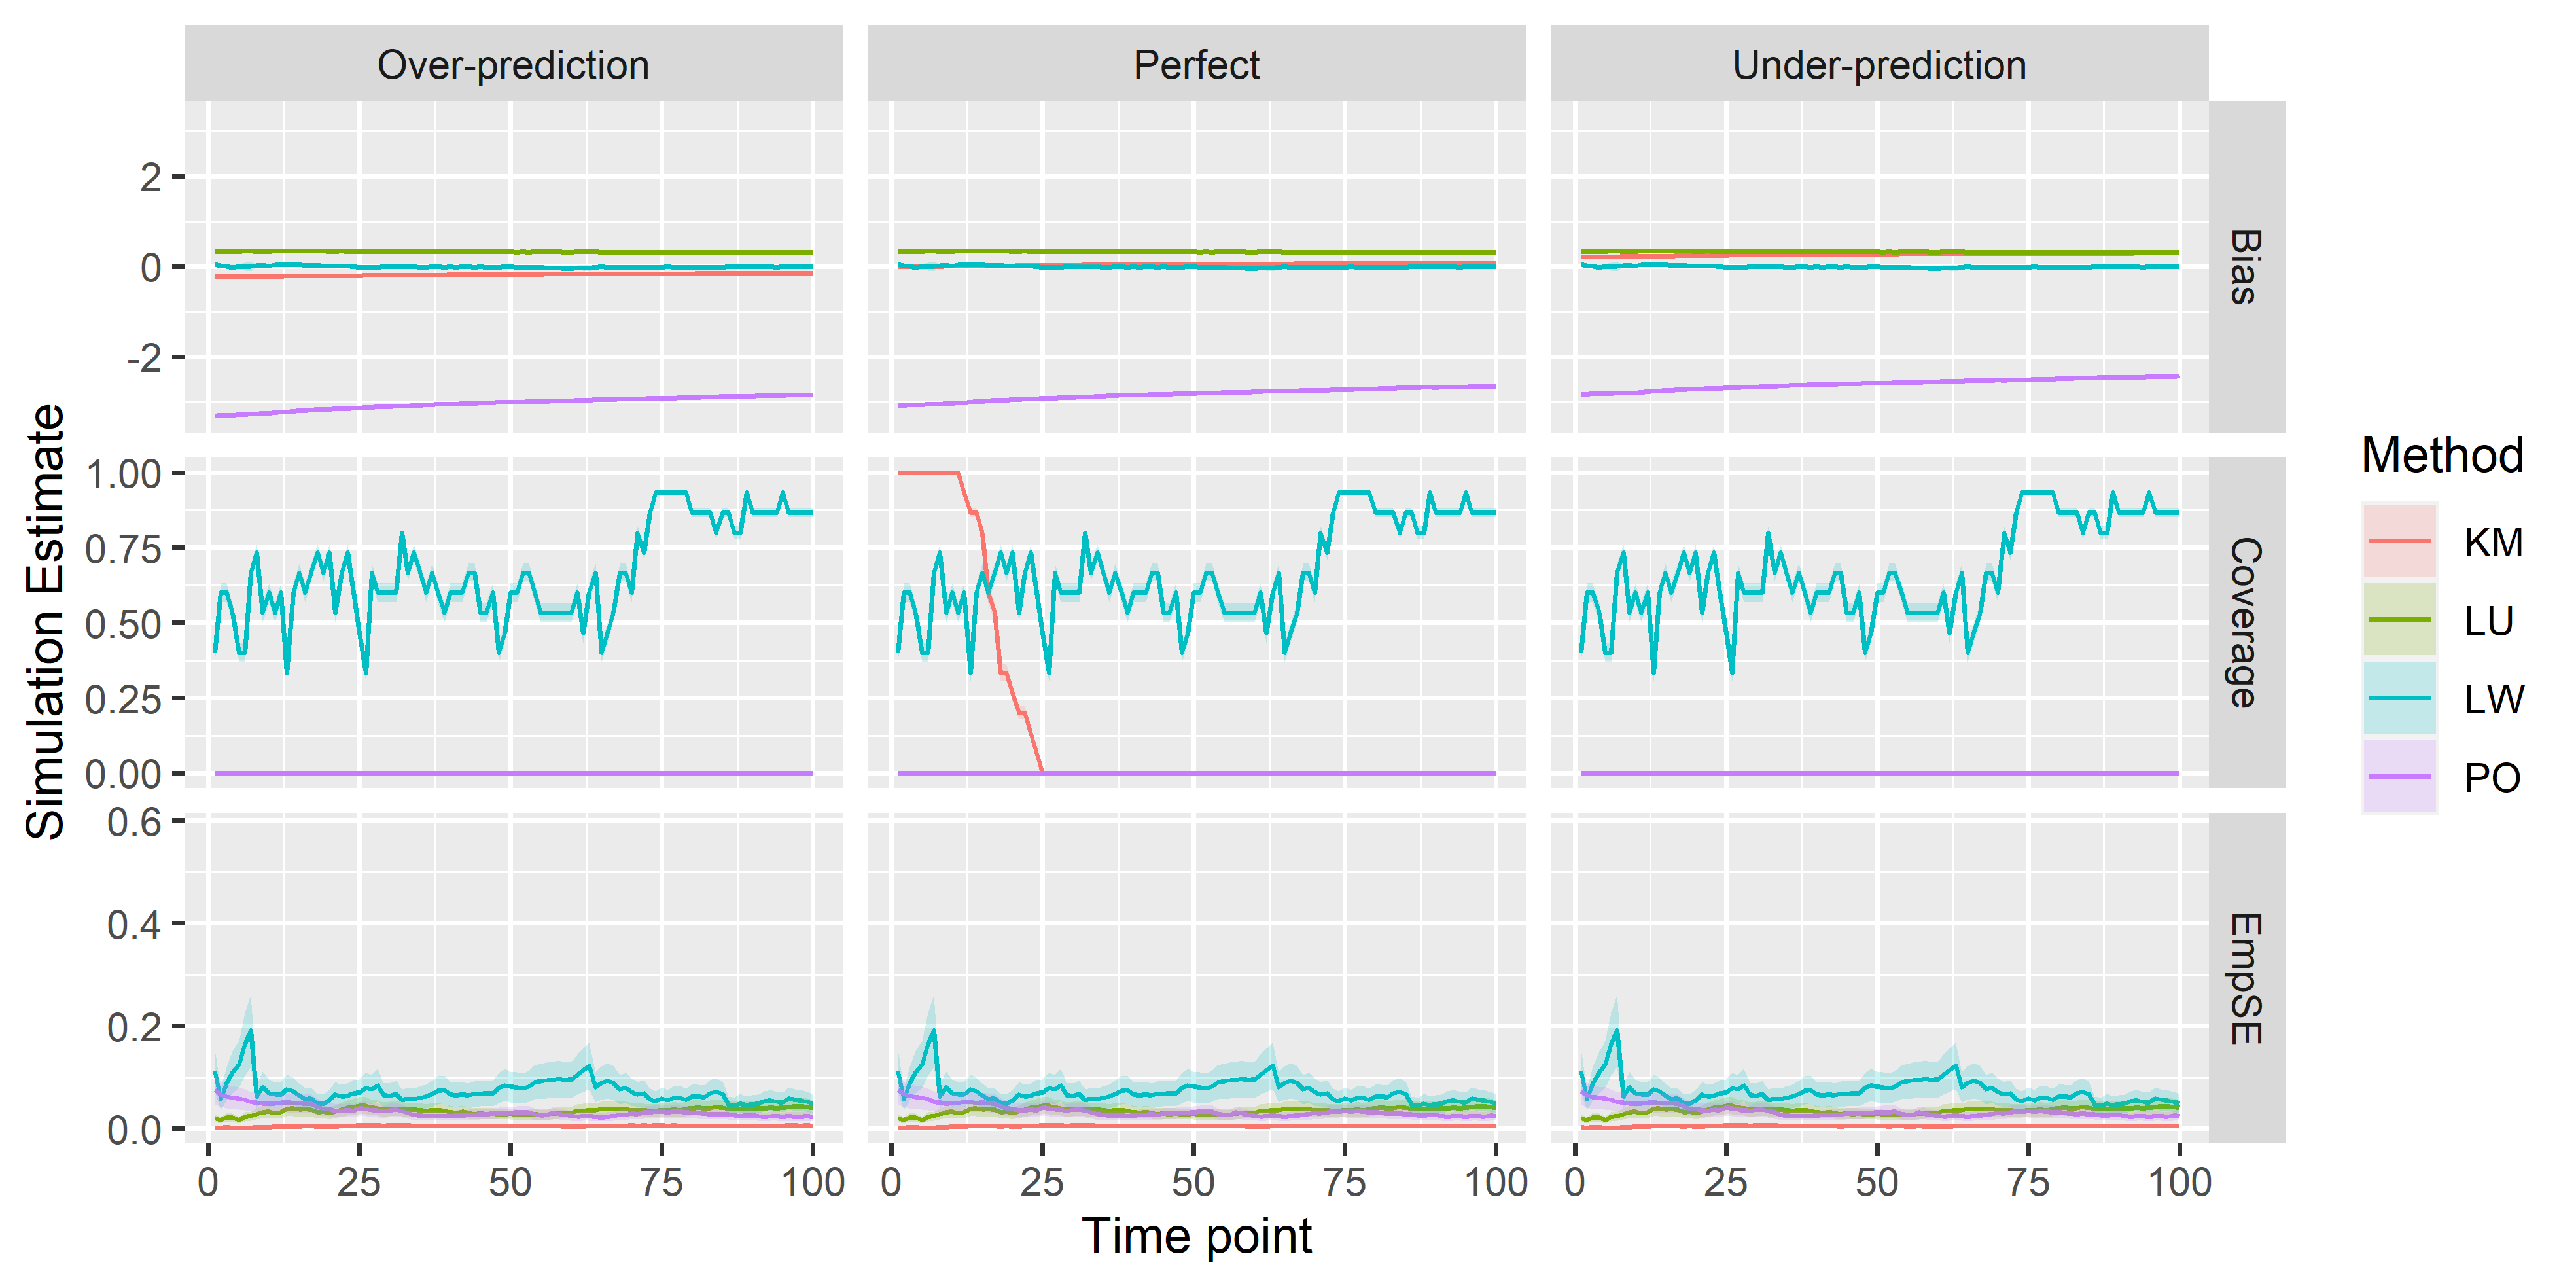 Over-prediction
Perfect
Under-prediction
Simulation Estimate
2
0
-2
Bias
1.00
0.75
0.50
0.25
0.00
Coverage
0.6
0.4
0.2
0.0
EmpSE
0 25 50 75 100
0 25 50 75 100
0 25 50 75 100
Time point
Method
KM
LU
LW
PO